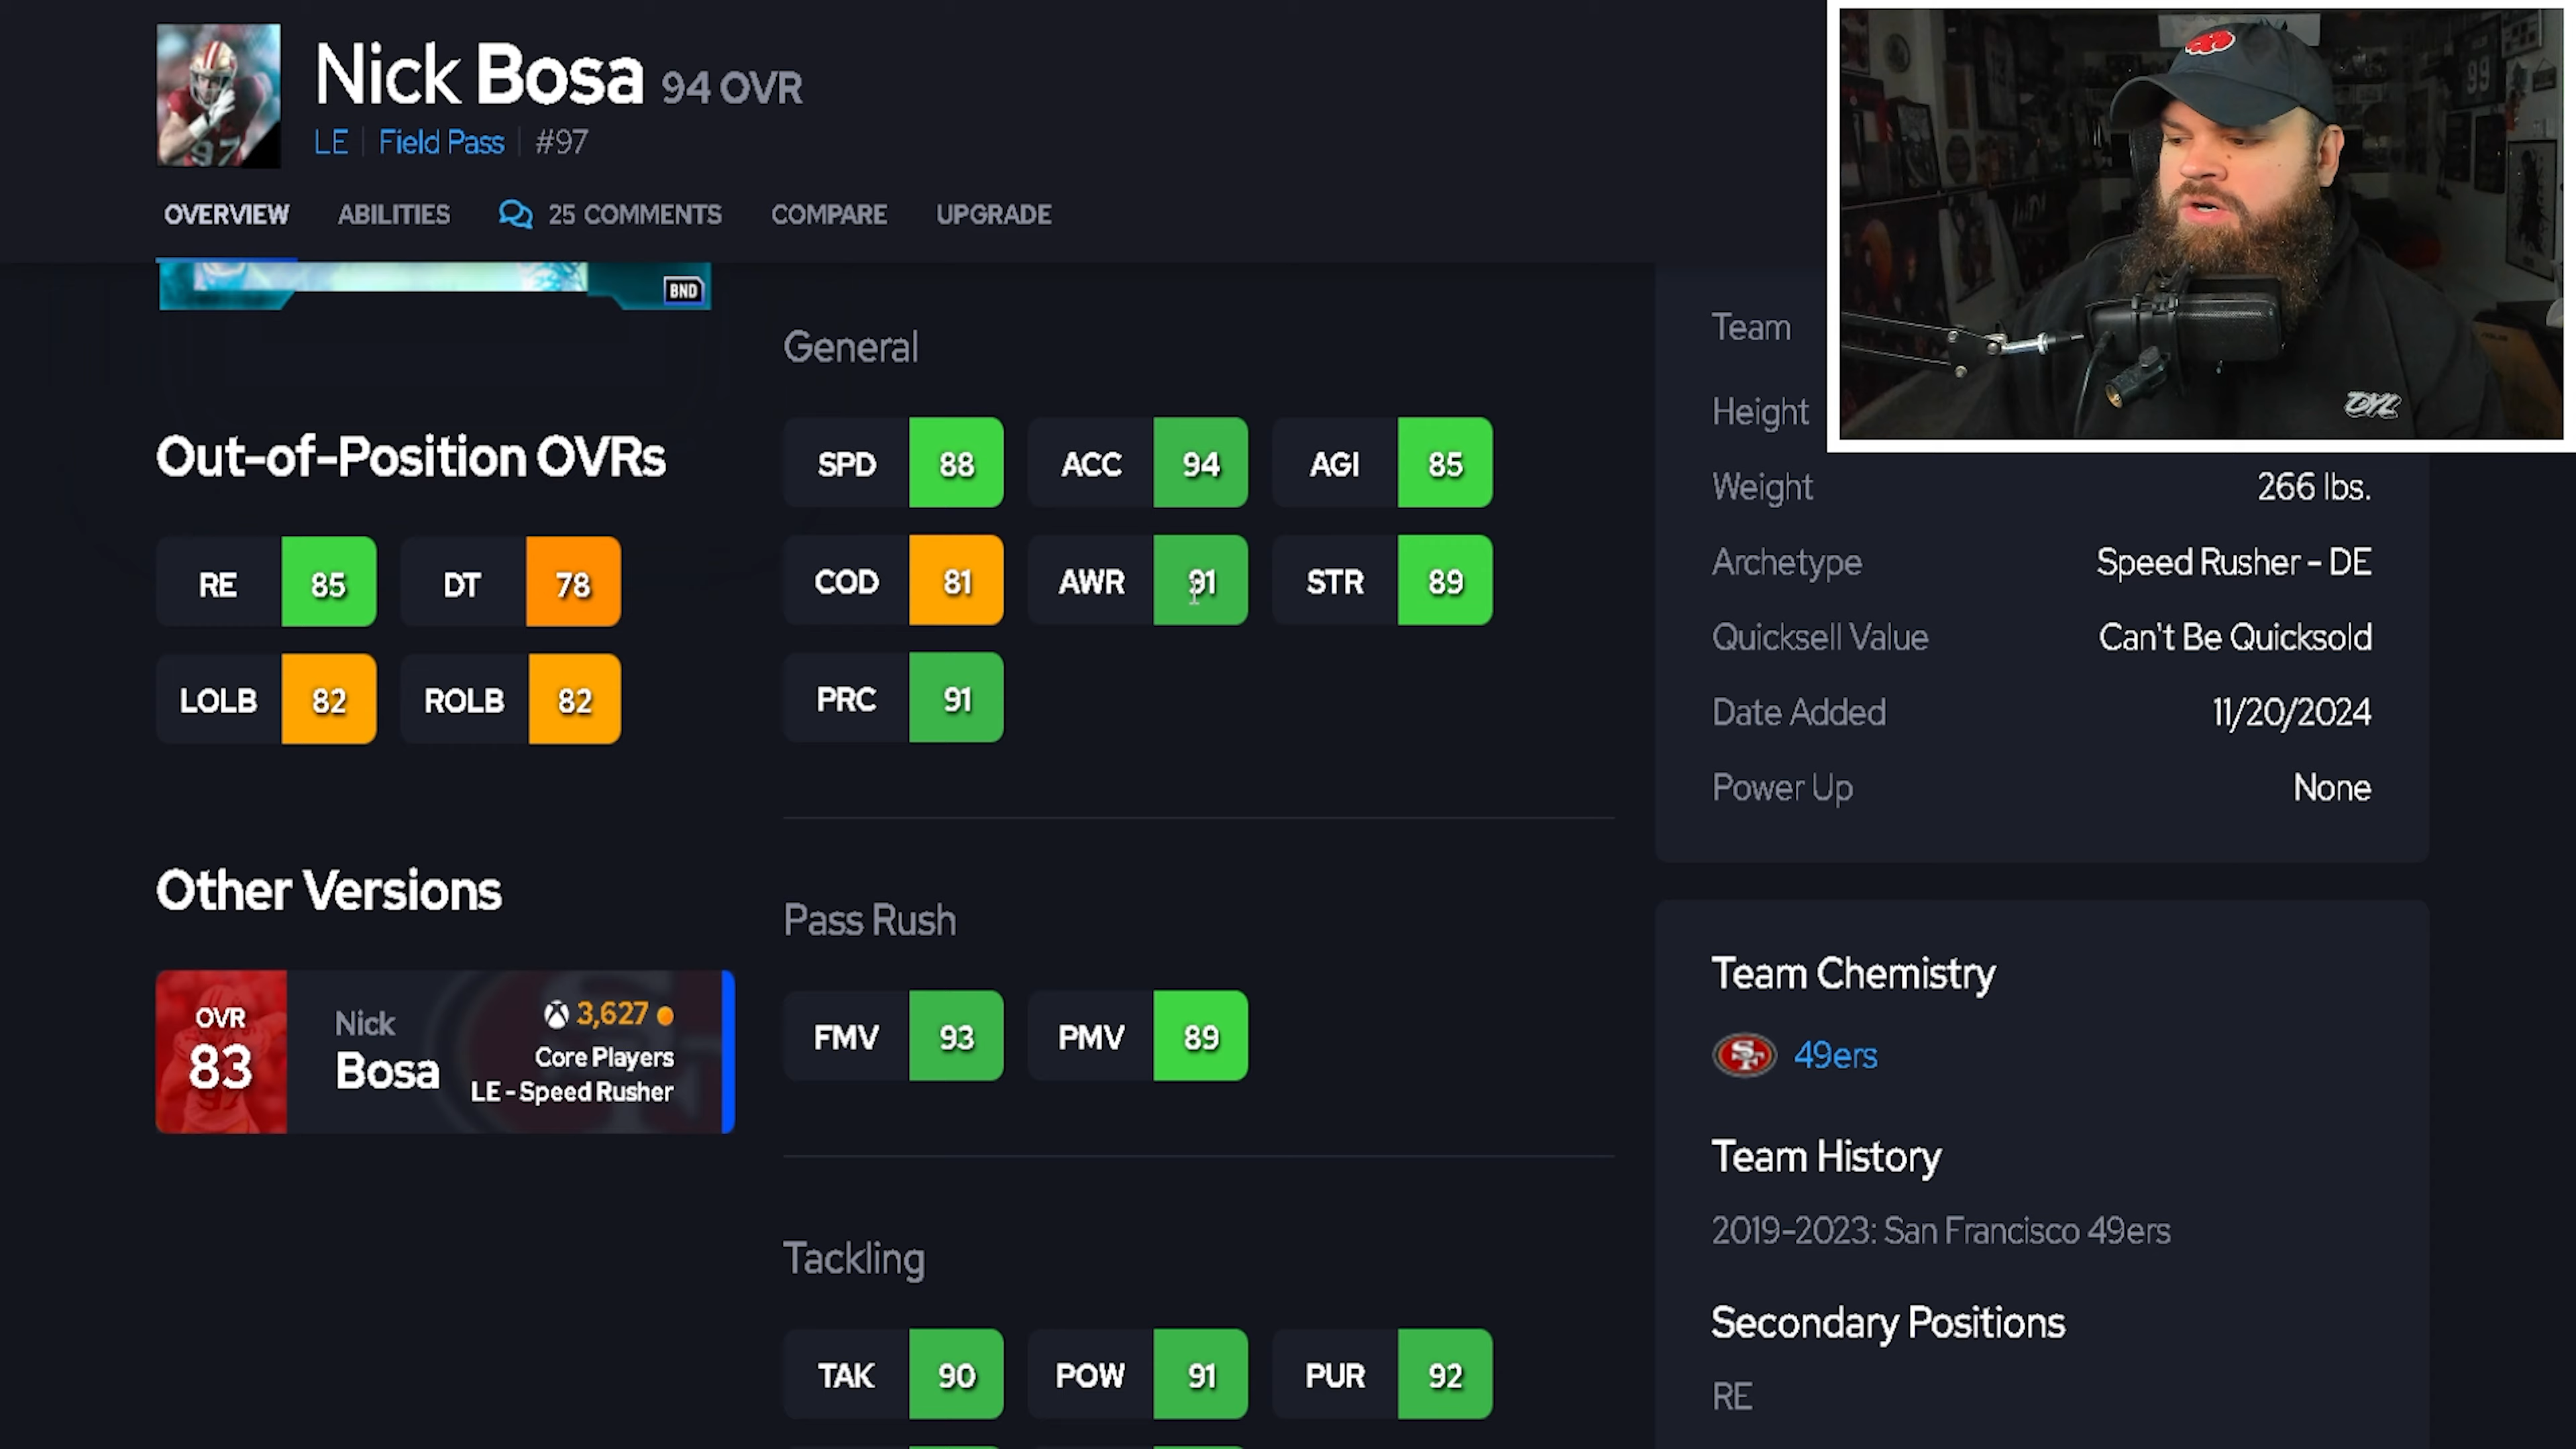 Nick Bosa 94 OVR
LE | Field Pass | #97
97
OVERVIEW ABILITIES 25 COMMENTS COMPARE UPGRADE
BND
Out-of-Position OVRs
RE 85 DT 78
LOLB 82 ROLB 82
Other Versions
OVR
83
Nick
Bosa
3,627
Core Players
LE - Speed Rusher
General
SPD 88 ACC 94 AGI 85
COD 81 AWR 91 STR 89
PRC 91
Pass Rush
FMV 93 PMV 89
Tackling
TAK 90 POW 91 PUR 92
99
DYL
Team
Height
Weight 266 lbs.
Archetype Speed Rusher - DE
Quicksell Value Can't Be Quicksold
Date Added 11/20/2024
Power Up None
Team Chemistry
SF 49ers
Team History
2019-2023: San Francisco 49ers
Secondary Positions
RE